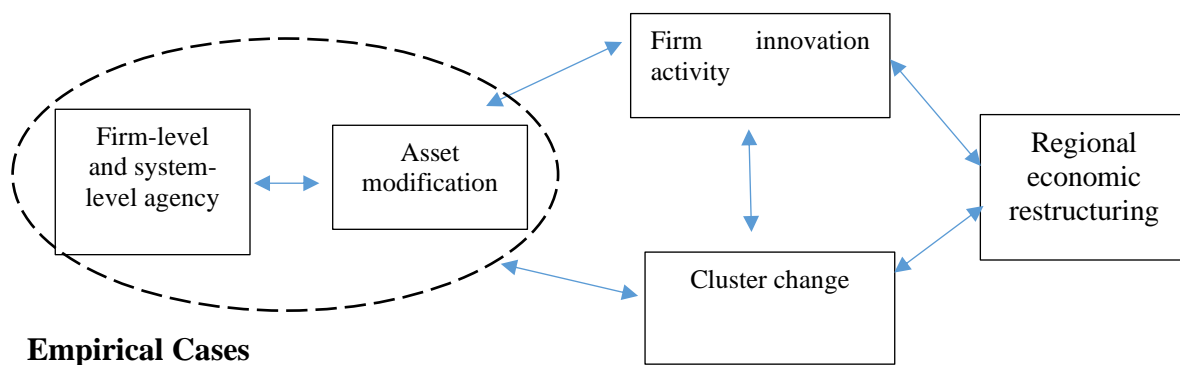 Firm innovation
activity
Firm-level
and system-
level agency
Asset
modification
Regional
economic
restructuring
Cluster change
Empirical Cases